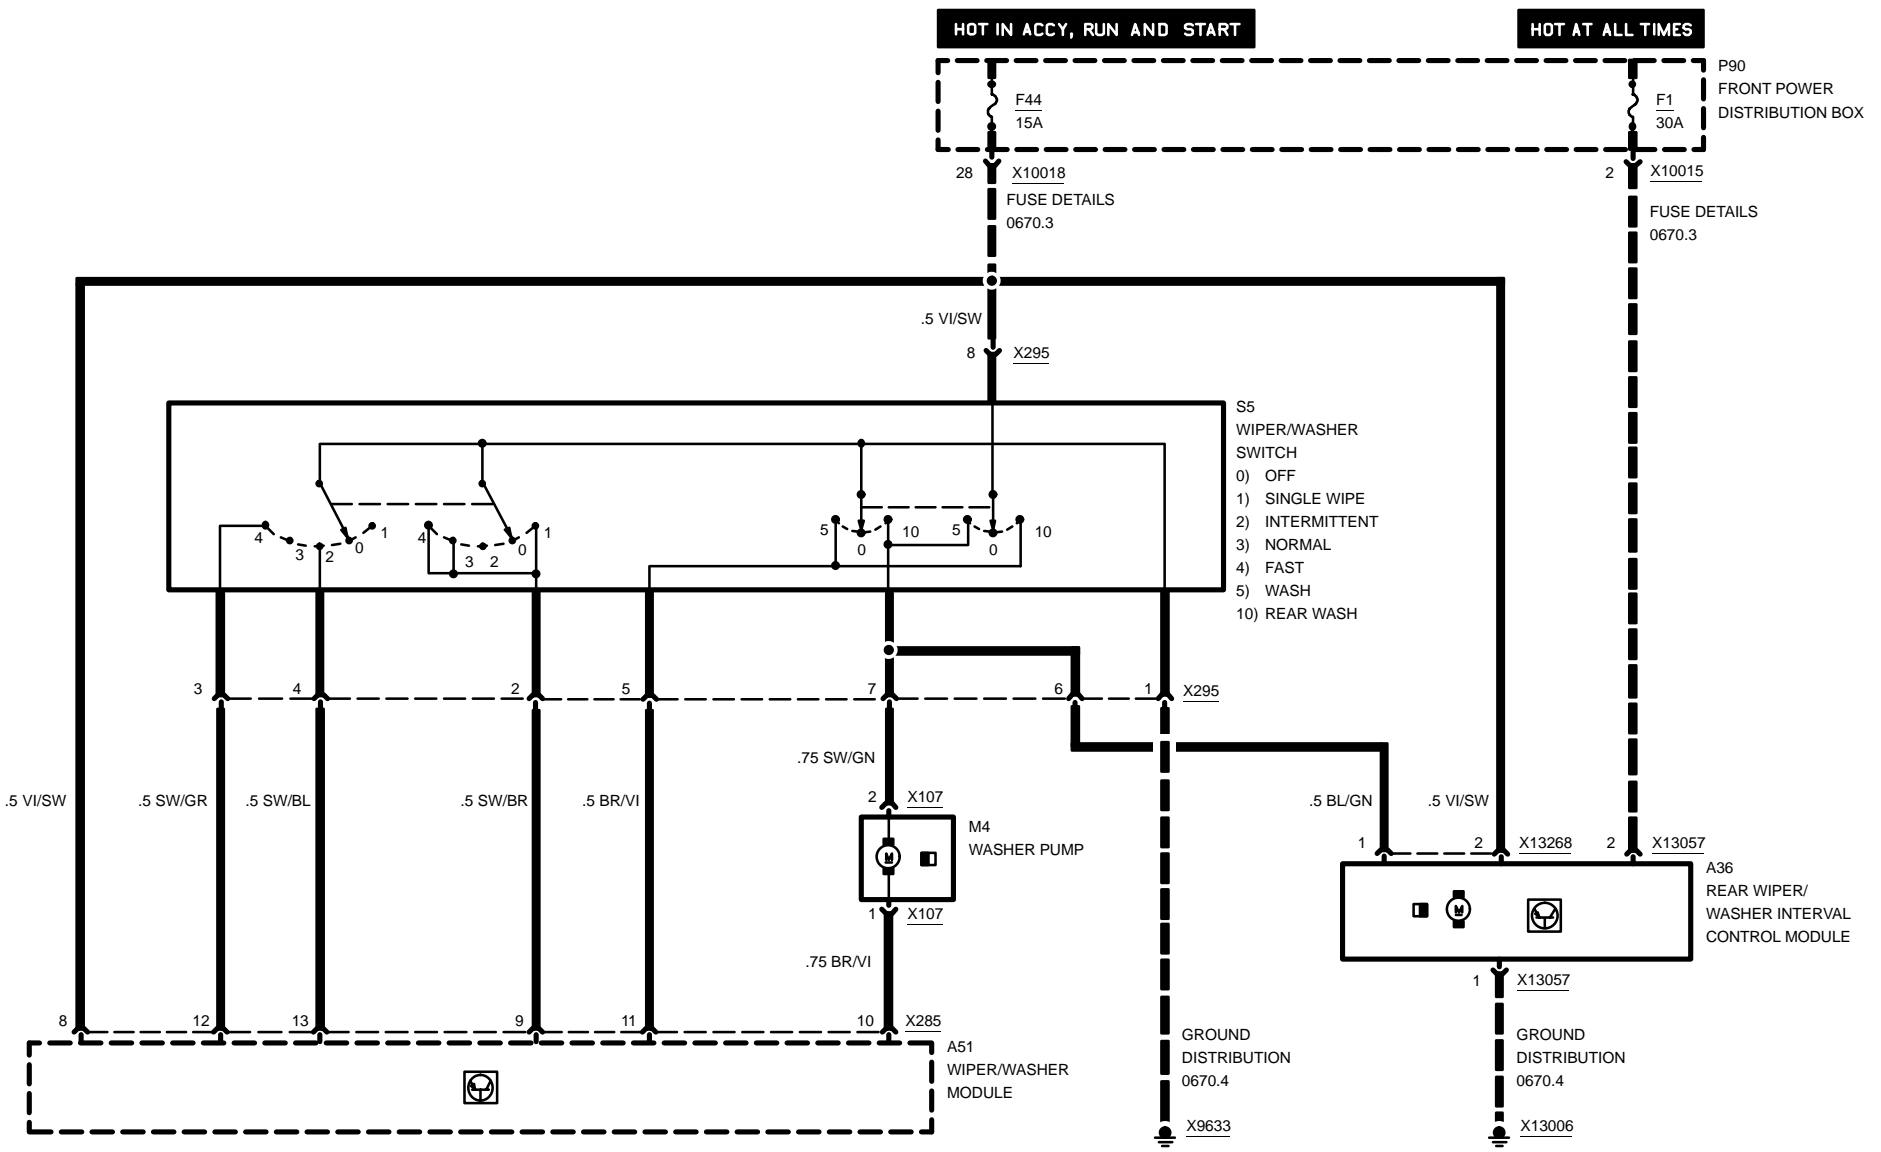 HOT IN ACCY, RUN AND START
HOT AT ALL TIMES
P90
FRONT POWER
DISTRIBUTION BOX
F44
15A
F1
30A
28 X10018
FUSE DETAILS
0670.3
2 X10015
FUSE DETAILS
0670.3
.5 VI/SW
8 X295
S5
WIPER/WASHER
SWITCH
0) OFF
1) SINGLE WIPE
2) INTERMITTENT
3) NORMAL
4) FAST
5) WASH
10) REAR WASH
4 3 2 0 1
4 3 2 0 1
5 0 10
5 0 10
3 4 2 5 7 6 1 X295
.75 SW/GN
.5 VI/SW
.5 SW/GR
.5 SW/BL
.5 SW/BR
.5 BR/VI
2 X107
.5 BL/GN
.5 VI/SW
M4
WASHER PUMP
M
1 X107
1 2 X13268
2 X13057
A36
REAR WIPER/
WASHER INTERVAL
CONTROL MODULE
M
.75 BR/VI
1 X13057
8 12 13 9 11 10 X285
A51
WIPER/WASHER
MODULE
GROUND
DISTRIBUTION
0670.4
GROUND
DISTRIBUTION
0670.4
X9633
X13006